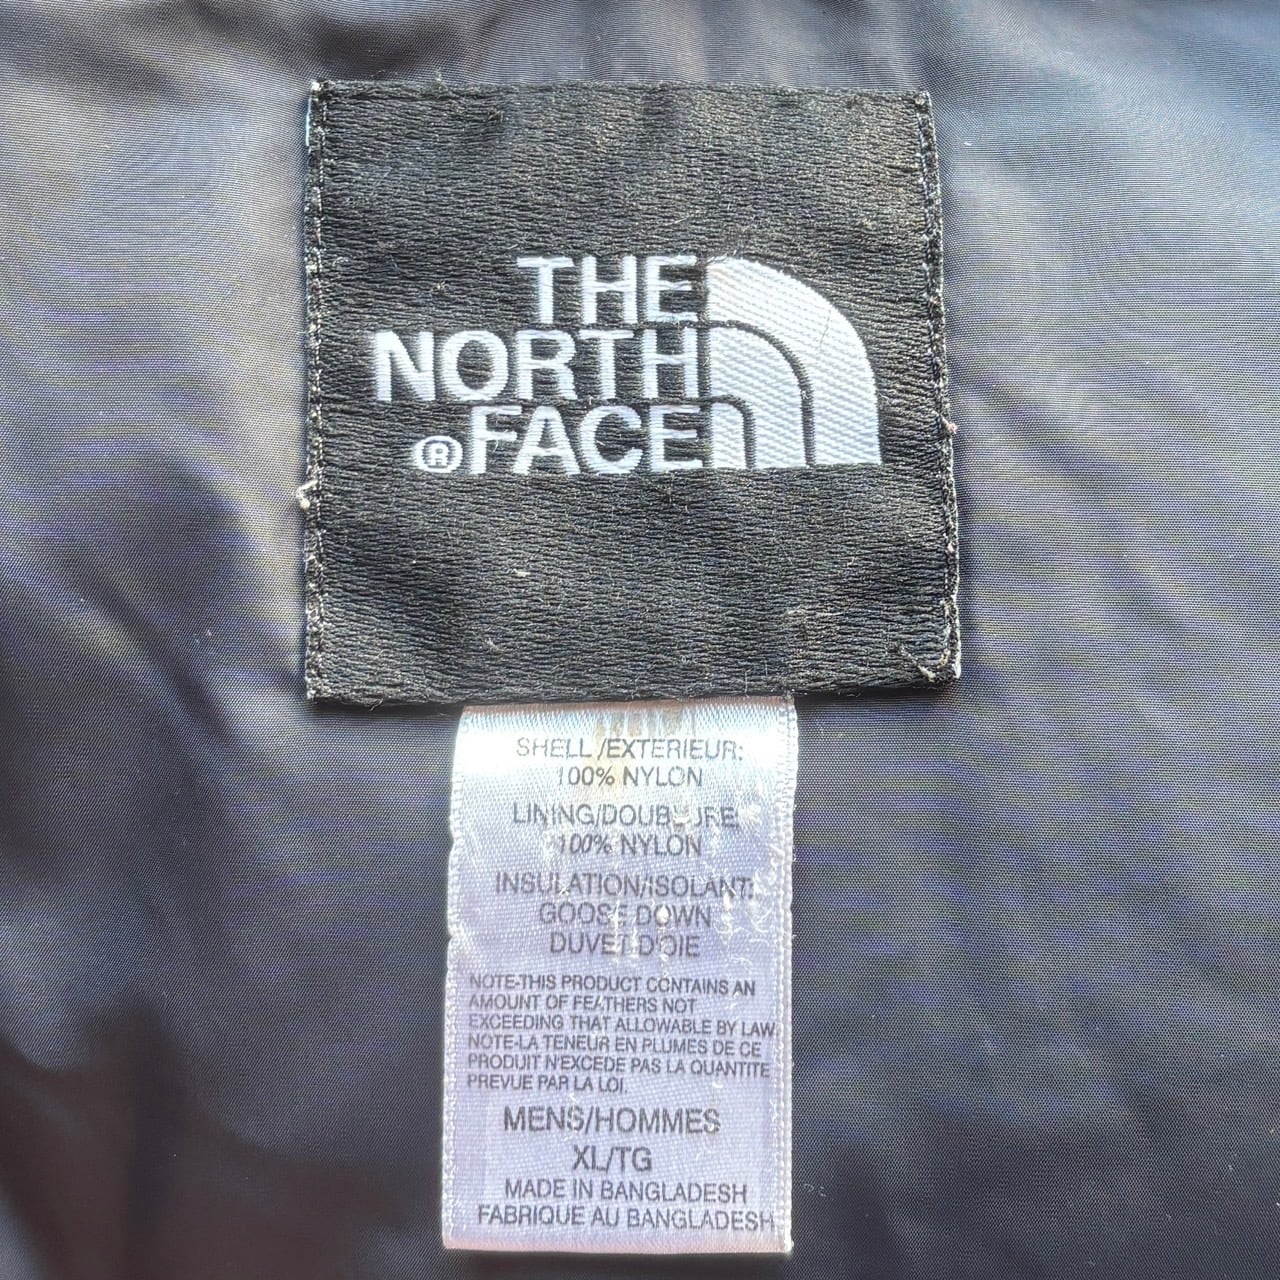 THE
NORTH
® FACE
SHELL/EXTERIEUR:
100% NYLON
LINING/DOUBLURE:
100% NYLON
INSULATION/ISOLANT:
GOOSE DOWN
DUVET D'OIE
NOTE-THIS PRODUCT CONTAINS AN
AMOUNT OF FEATHERS NOT
EXCEEDING THAT ALLOWABLE BY LAW
NOTE-LA TENEUR EN PLUMES DE CE
PRODUIT N'EXCEDE PAS LA QUANTITE
PREVUE PAR LA LOI.
MENS/HOMMES
XL/TG
MADE IN BANGLADESH
FABRIQUE AU BANGLADESH